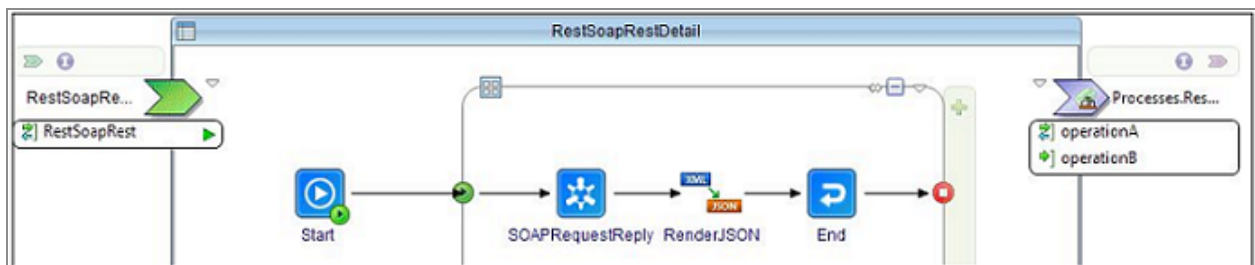 RestSoapRestDetail
RestSoapRe...
RestSoapRest
Processes.Res...
operationA
operationB
XML
JSON
Start
SOAPRequestReply
RenderJSON
End